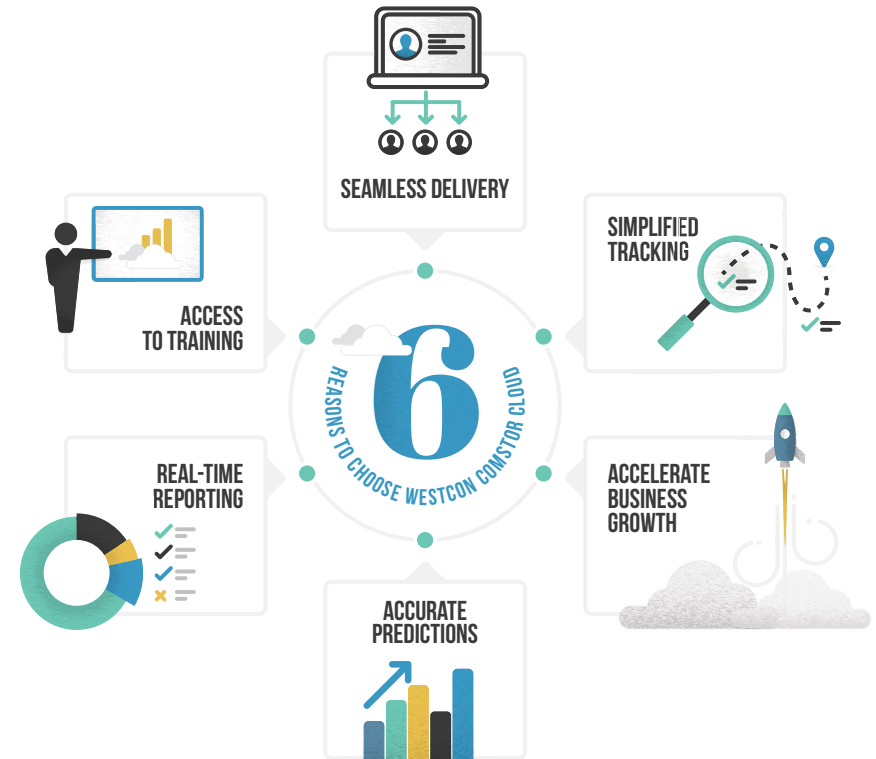 SEAMLESS DELIVERY
SIMPLIFIED
TRACKING
ACCESS
TO TRAINING
6
REASONS TO CHOOSE WESTCON COMSTOR CLOUD
REAL-TIME
REPORTING
ACCELERATE
BUSINESS
GROWTH
ACCURATE
PREDICTIONS